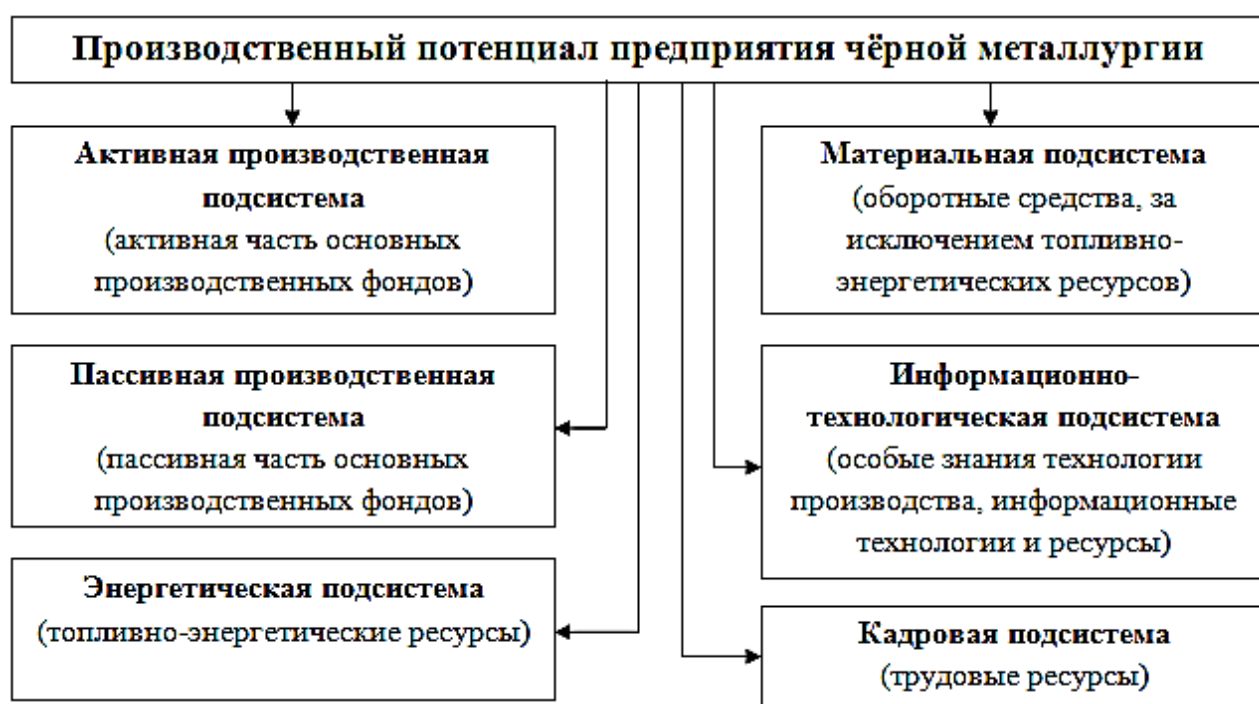 Производственный потенциал предприятия чёрной металлургии
Активная производственная
подсистема
(активная часть основных
производственных фондов)
Пассивная производственная
подсистема
(пассивная часть основных
производственных фондов)
Энергетическая подсистема
(топливно-энергетические ресурсы)
Материальная подсистема
(оборотные средства, за
исключением топливно-
энергетических ресурсов)
Информационно-
технологическая подсистема
(особые знания технологии
производства, информационные
технологии и ресурсы)
Кадровая подсистема
(трудовые ресурсы)